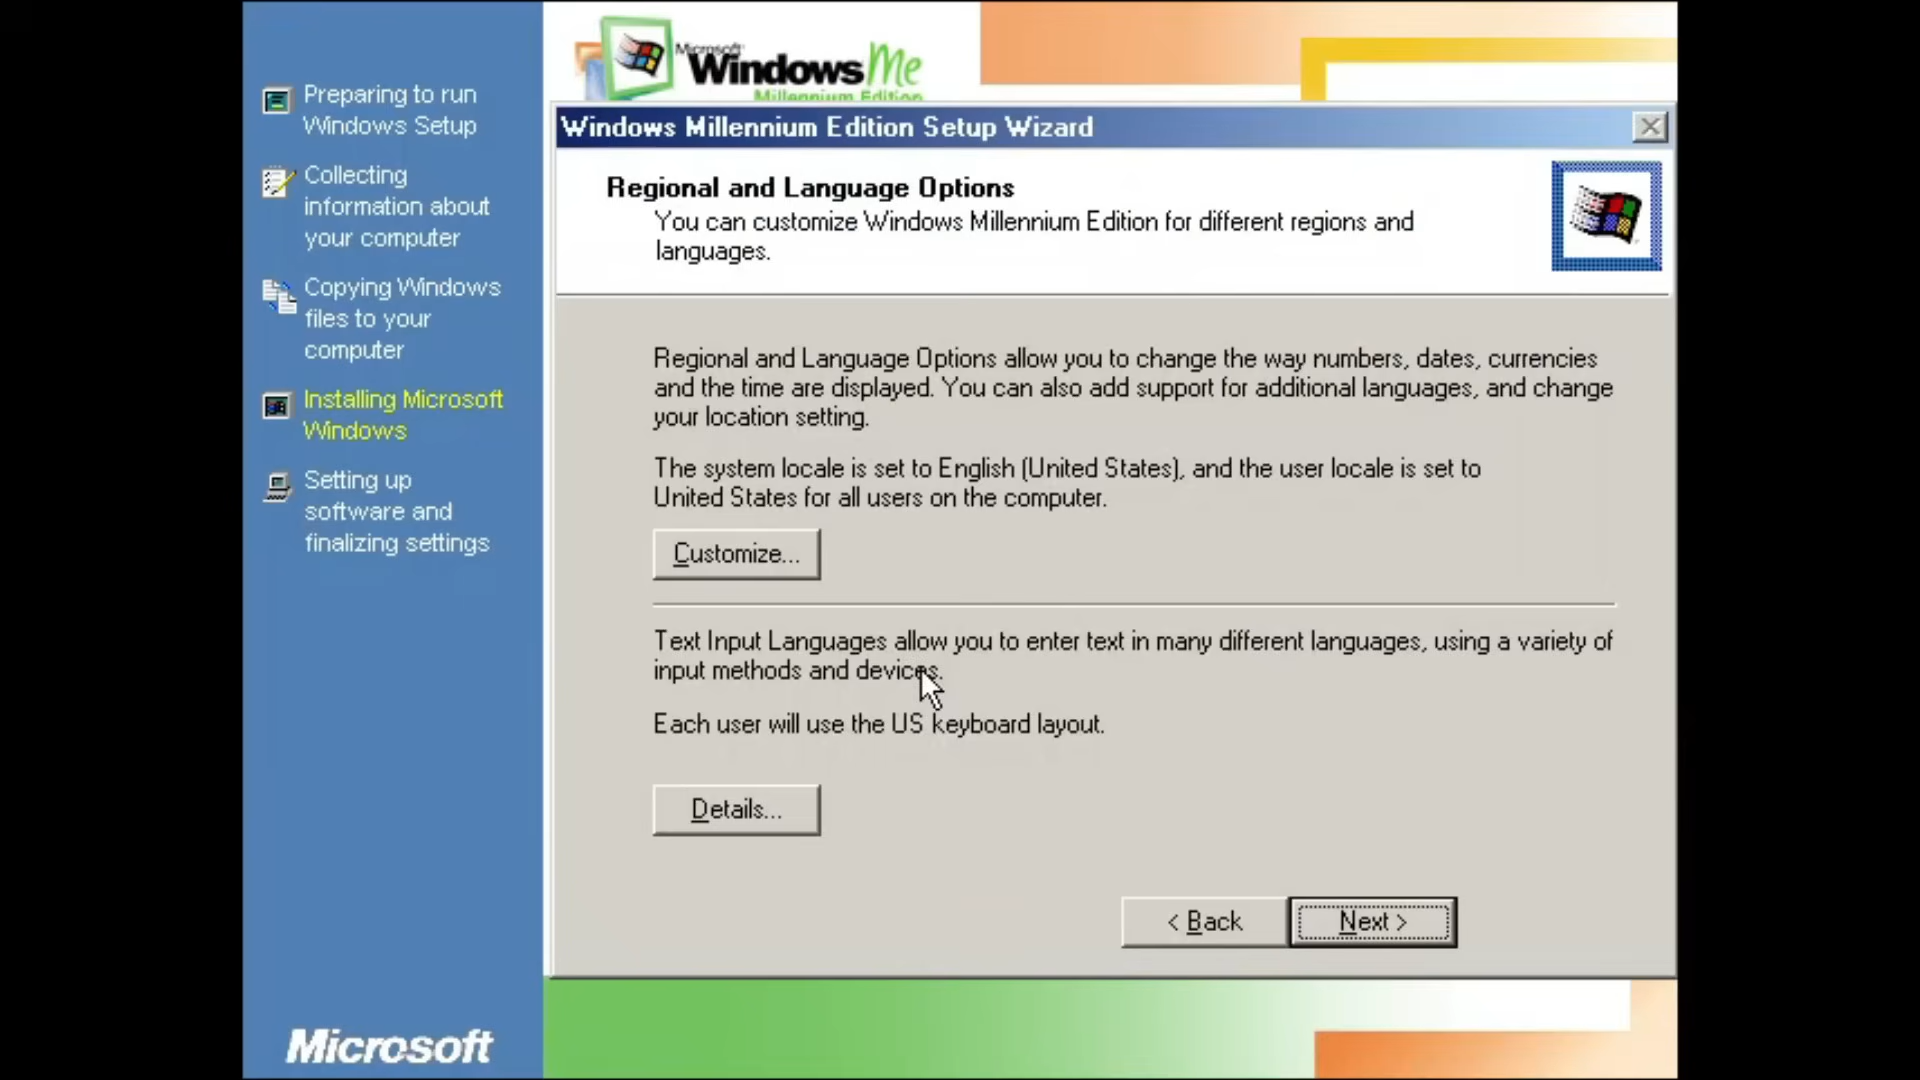 Preparing to run
Windows Setup
Collecting
information about
your computer
Copying Windows
files to your
computer
Installing Microsoft
Windows
Setting up
software and
finalizing settings
Microsoft
Microsoft
Windows Me
Millennium Edition
Windows Millennium Edition Setup Wizard
Regional and Language Options
You can customize Windows Millennium Edition for different regions and
languages.
Regional and Language Options allow you to change the way numbers, dates, currencies
and the time are displayed. You can also add support for additional languages, and change
your location setting.
The system locale is set to English (United States), and the user locale is set to
United States for all users on the computer.
Customize...
Text Input Languages allow you to enter text in many different languages, using a variety of
input methods and devices.
Each user will use the US keyboard layout.
Details...
< Back
Next >